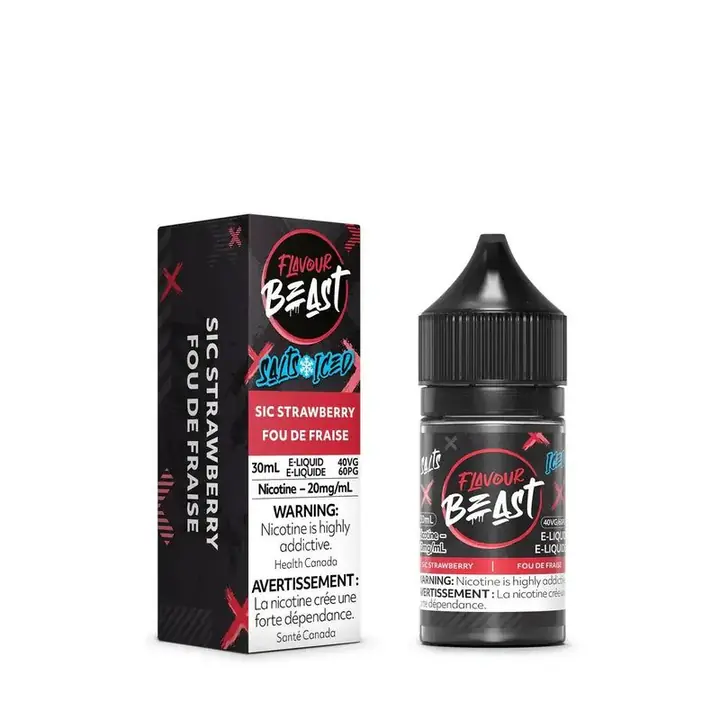 SIC STRAWBERRY
FOU DE FRAISE
FLAVOUR
BEAST
SALTS ICED
SIC STRAWBERRY
FOU DE FRAISE
30mL E-LIQUID E-LIQUIDE 40VG 60PG
Nicotine – 20mg/mL
WARNING:
Nicotine is highly
addictive.
Health Canada
AVERTISSEMENT :
La nicotine crée une
forte dépendance.
Santé Canada
SALTS ICED
FLAVOUR
BEAST
E-LIQUID
E-LIQUIDE
SIC STRAWBERRY | FOU DE FRAISE
WARNING: Nicotine is highly addictive
AVERTISSEMENT : La nicotine crée une
forte dépendance.